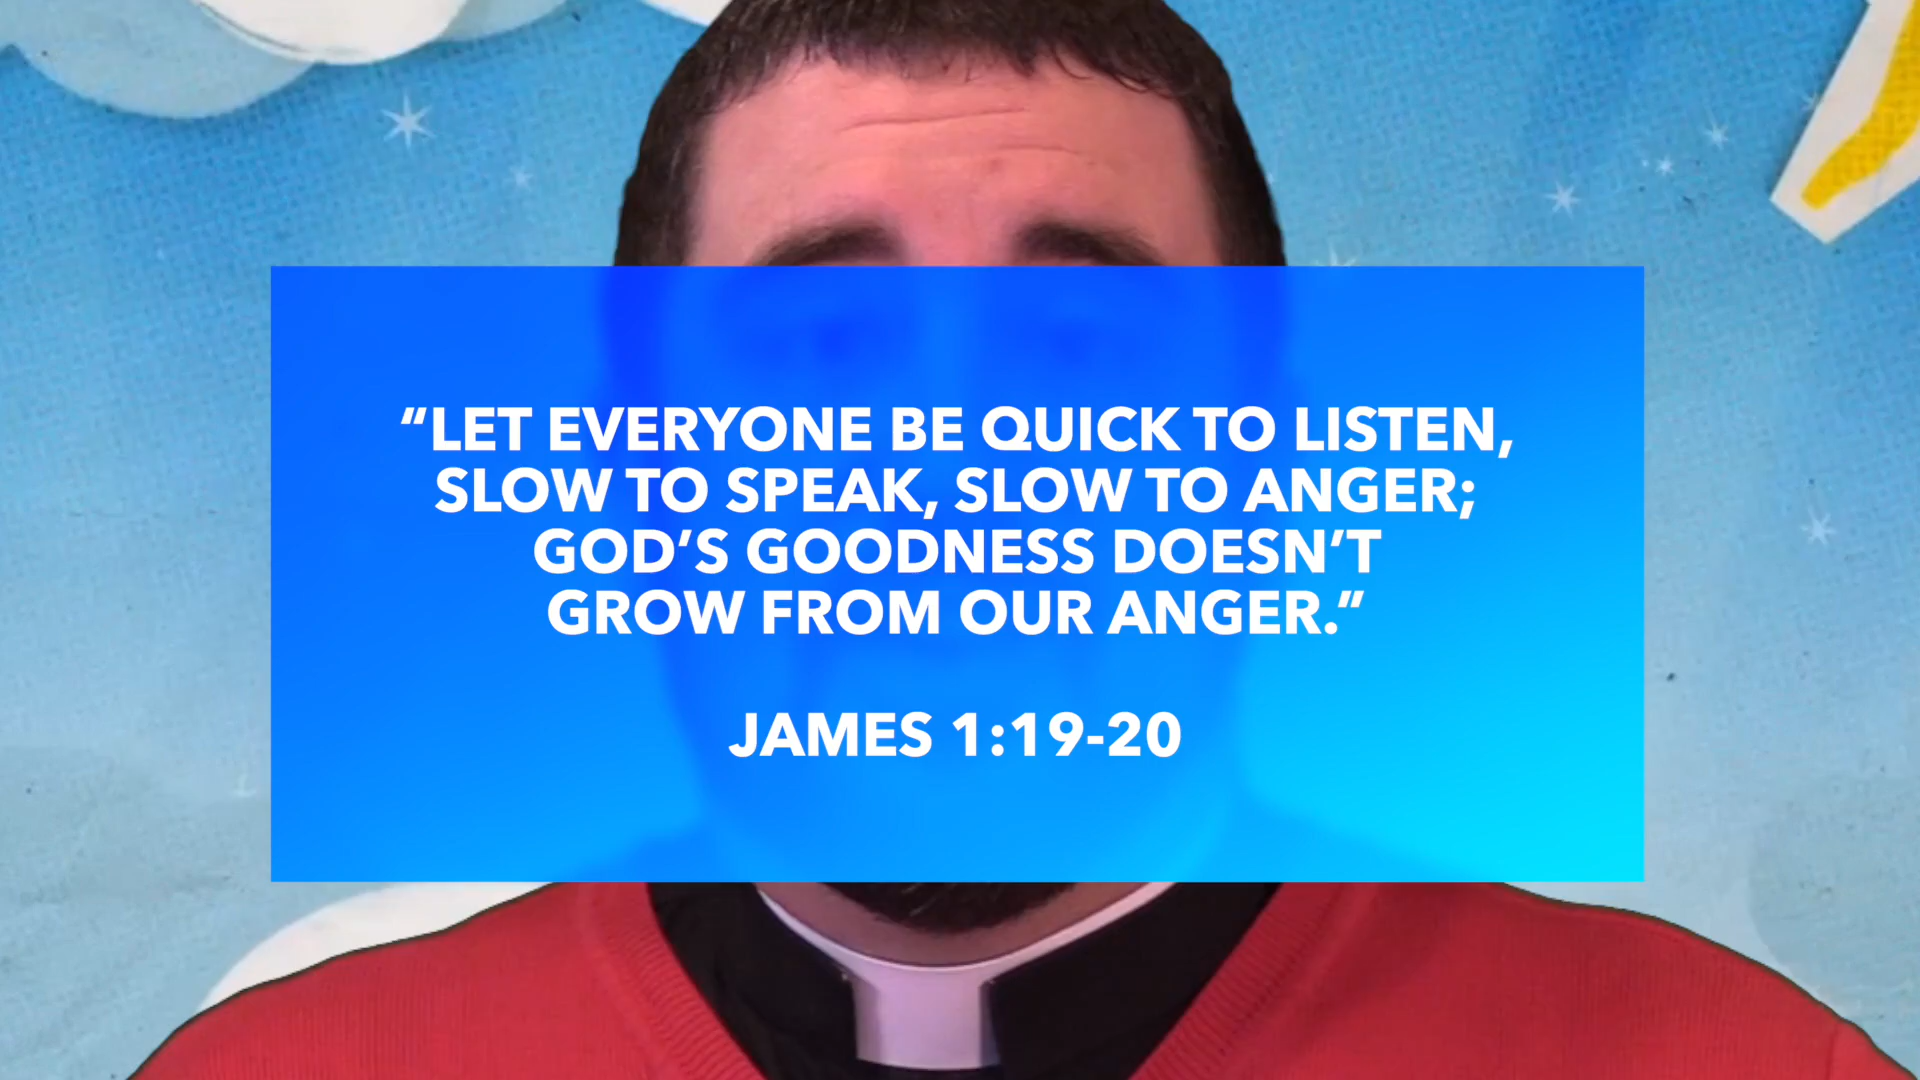 “LET EVERYONE BE QUICK TO LISTEN,
SLOW TO SPEAK, SLOW TO ANGER;
GOD’S GOODNESS DOESN’T
GROW FROM OUR ANGER.”
JAMES 1:19-20